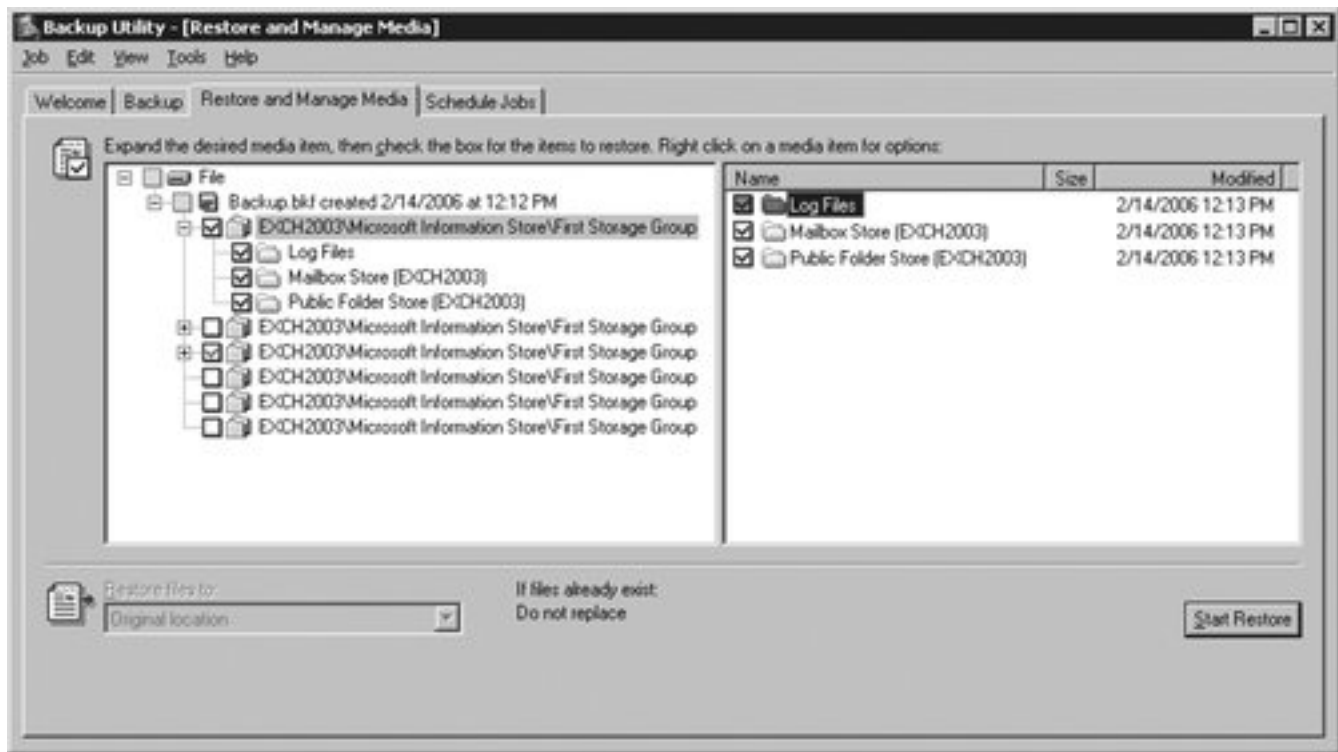 Backup Utility - [Restore and Manage Media]
Job Edit View Tools Help
Welcome Backup Restore and Manage Media Schedule Jobs
Expand the desired media item, then check the box for the items to restore. Right click on a media item for options:
File
Backup.bkf created 2/14/2006 at 12:12 PM
EXCH2003\Microsoft Information Store\First Storage Group
Log Files
Mailbox Store (EXCH2003)
Public Folder Store (EXCH2003)
EXCH2003\Microsoft Information Store\First Storage Group
EXCH2003\Microsoft Information Store\First Storage Group
EXCH2003\Microsoft Information Store\First Storage Group
EXCH2003\Microsoft Information Store\First Storage Group
EXCH2003\Microsoft Information Store\First Storage Group
Name Size Modified
Log Files 2/14/2006 12:13 PM
Mailbox Store (EXCH2003) 2/14/2006 12:13 PM
Public Folder Store (EXCH2003) 2/14/2006 12:13 PM
Restore files to:
Original location
If files already exist:
Do not replace
Start Restore